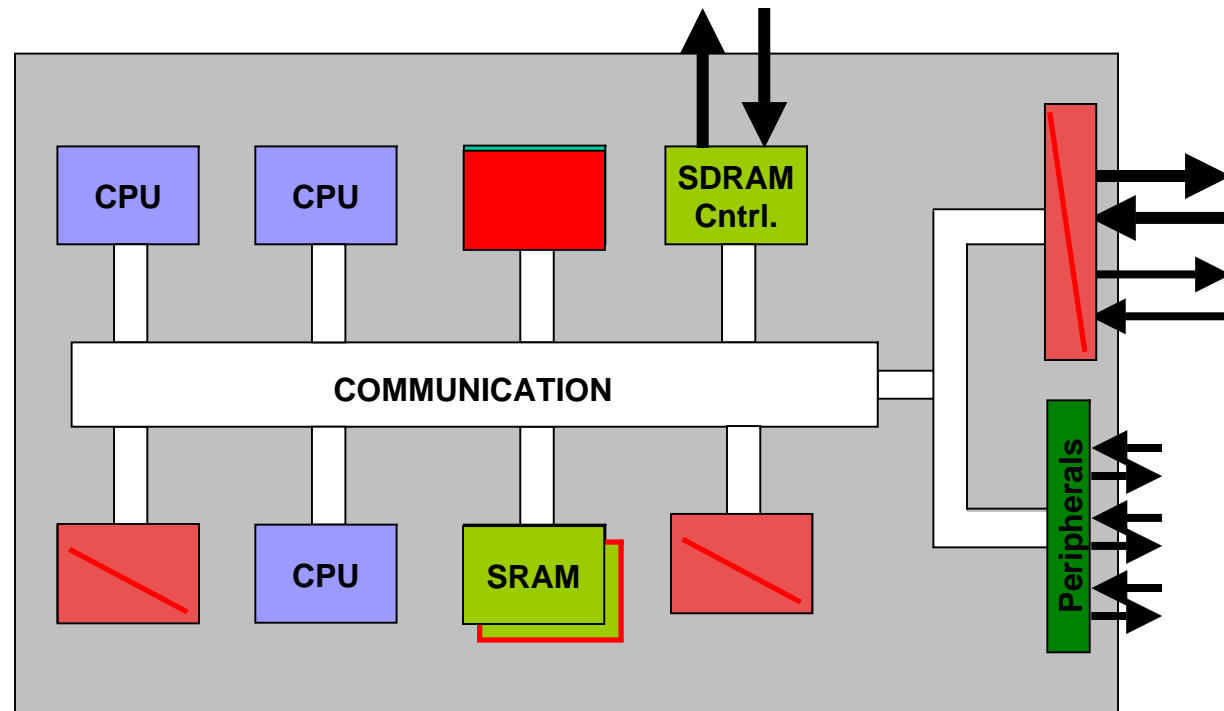 CPU
CPU
SDRAM
Cntrl.
COMMUNICATION
CPU
SRAM
Peripherals